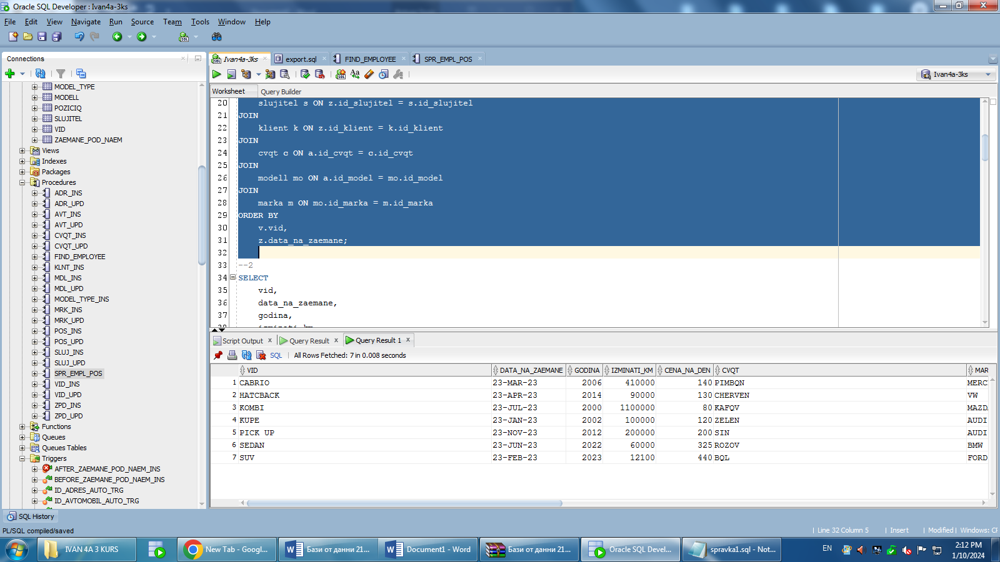 Oracle SQL Developer : Ivan4a-3ks
File Edit View Navigate Run Source Team Tools Window Help
Connections
Ivan4a-3ks export.sql FIND_EMPLOYEE SPR_EMPL_POS
Ivan4a-3ks
Worksheet Query Builder
MODEL_TYPE
MODELL
POZICIQ
SLUJITEL
VID
ZAEMANE_POD_NAEM
Views
Indexes
Packages
Procedures
ADR_INS
ADR_UPD
AVT_INS
AVT_UPD
CVQT_INS
CVQT_UPD
FIND_EMPLOYEE
KLNT_INS
MDL_INS
MDL_UPD
MODEL_TYPE_INS
MRK_INS
MRK_UPD
POS_INS
POS_UPD
SLUJ_INS
SLUJ_UPD
SPR_EMPL_POS
VID_INS
VID_UPD
ZPD_INS
ZPD_UPD
Functions
Queues
Queues Tables
Triggers
AFTER_ZAEMANE_POD_NAEM_INS
BEFORE_ZAEMANE_POD_NAEM_INS
ID_ADRES_AUTO_TRG
ID_AVTOMOBIL_AUTO_TRG
20 slujitel s ON z.id_slujitel = s.id_slujitel
21 JOIN
22 klient k ON z.id_klient = k.id_klient
23 JOIN
24 cvqt c ON a.id_cvqt = c.id_cvqt
25 JOIN
26 modell mo ON a.id_model = mo.id_model
27 JOIN
28 marka m ON mo.id_marka = m.id_marka
29 ORDER BY
30 v.vid,
31 z.data_na_zaemane;
32
33 --2
34 SELECT
35 vid,
36 data_na_zaemane,
37 godina,
Script Output Query Result Query Result 1
SQL All Rows Fetched: 7 in 0.008 seconds
VID DATA_NA_ZAEMANE GODINA IZMINATI_KM CENA_NA_DEN CVQT MAR
1 CABRIO 23-MAR-23 2006 410000 140 PIMBQN MERC
2 HATCBACK 23-APR-23 2014 90000 130 CHERVEN VW
3 KOMBI 23-JUL-23 2000 1100000 80 KAFQV MAZD
4 KUPE 23-JAN-23 2002 100000 120 ZELEN AUDI
5 PICK UP 23-NOV-23 2012 200000 200 SIN AUDI
6 SEDAN 23-JUN-23 2022 60000 325 ROZOV BMW
7 SUV 23-FEB-23 2023 12100 440 BQL FORD
SQL History
PL/SQL compiled/saved
Line 32 Column 5 Insert Modified Windows: CP
IVAN 4A 3 KURS
New Tab - Googl...
Бази от данни 21...
Document1 - Word
Бази от данни 21...
Oracle SQL Devel...
spravka1.sql - Not...
EN
2:12 PM
1/10/2024